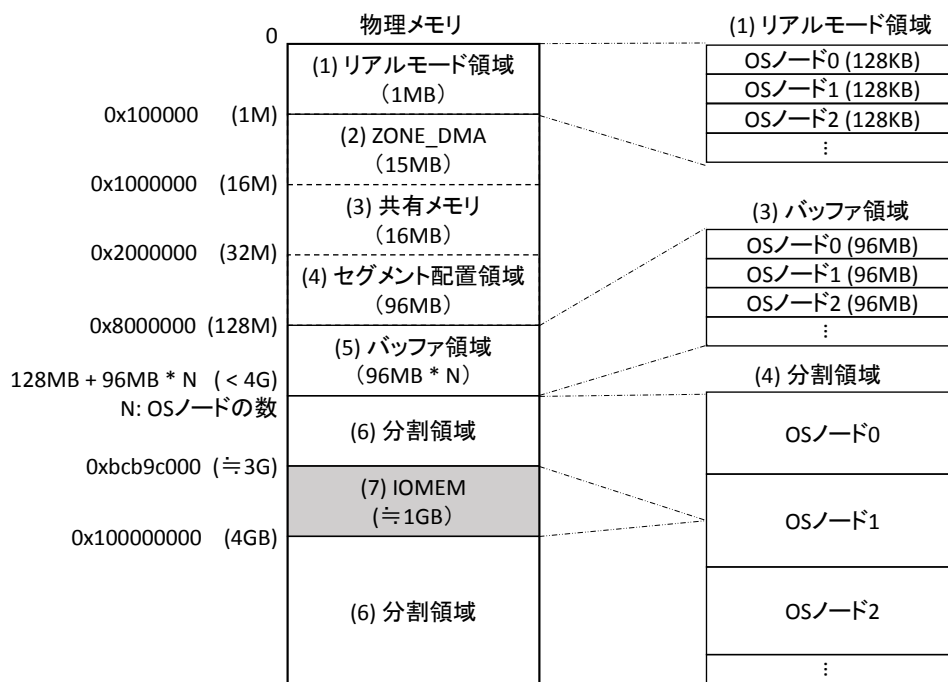 物理メモリ
0
(1) リアルモード領域
（1MB）
0x100000 (1M)
(2) ZONE_DMA
（15MB）
0x1000000 (16M)
(3) 共有メモリ
(16MB)
0x2000000 (32M)
(4) セグメント配置領域
(96MB)
0x8000000 (128M)
(5) バッファ領域
（96MB * N）
128MB + 96MB * N ( < 4G)
N: OSノードの数
(6) 分割領域
0xbcb9c000 (≒3G)
(7) IOMEM
(≒1GB）
0x100000000 (4GB)
(6) 分割領域
(1) リアルモード領域
OSノード0 (128KB)
OSノード1 (128KB)
OSノード2 (128KB)
⋮
(3) バッファ領域
OSノード0 (96MB)
OSノード1 (96MB)
OSノード2 (96MB)
⋮
(4) 分割領域
OSノード0
OSノード1
OSノード2
⋮